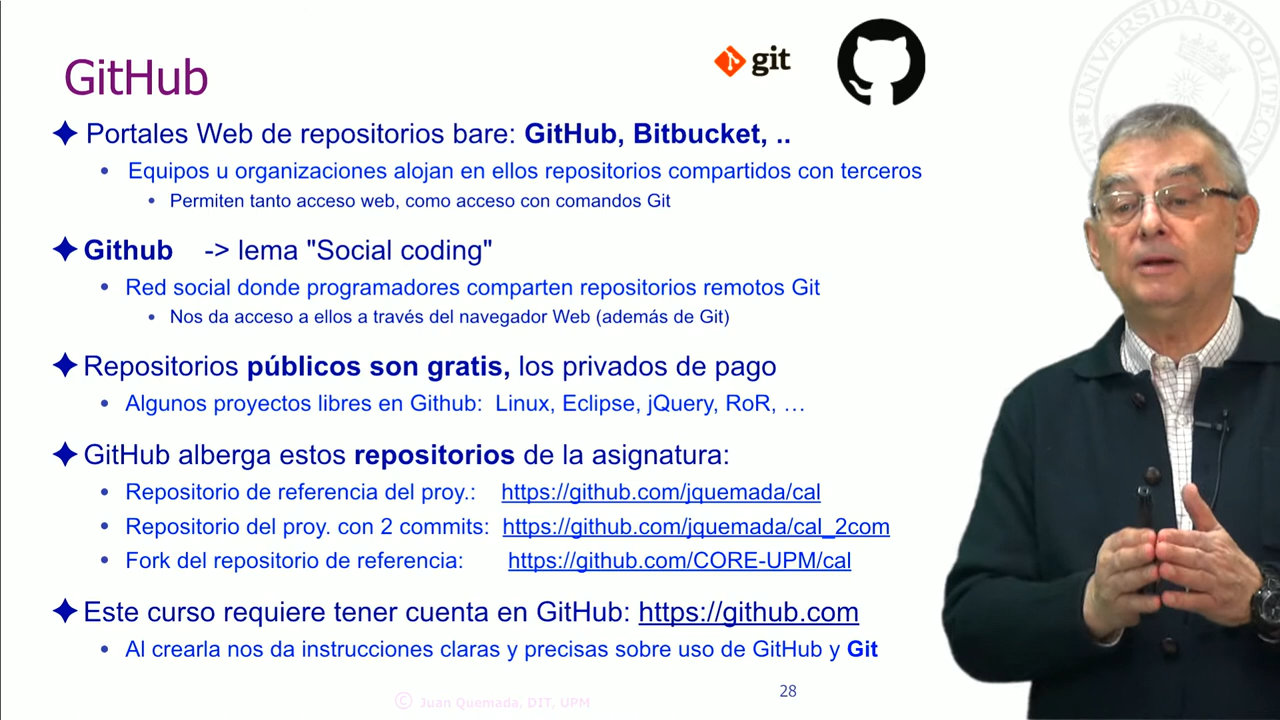 GitHub
git
Portales Web de repositorios bare: GitHub, Bitbucket, ..
Equipos u organizaciones alojan en ellos repositorios compartidos con terceros
Permiten tanto acceso web, como acceso con comandos Git
Github -> lema "Social coding"
Red social donde programadores comparten repositorios remotos Git
Nos da acceso a ellos a través del navegador Web (además de Git)
Repositorios públicos son gratis, los privados de pago
Algunos proyectos libres en Github: Linux, Eclipse, jQuery, RoR, …
GitHub alberga estos repositorios de la asignatura:
Repositorio de referencia del proy.: https://github.com/jquemada/cal
Repositorio del proy. con 2 commits: https://github.com/jquemada/cal_2com
Fork del repositorio de referencia: https://github.com/CORE-UPM/cal
Este curso requiere tener cuenta en GitHub: https://github.com
Al crearla nos da instrucciones claras y precisas sobre uso de GitHub y Git
© Juan Quemada, DIT, UPM
28